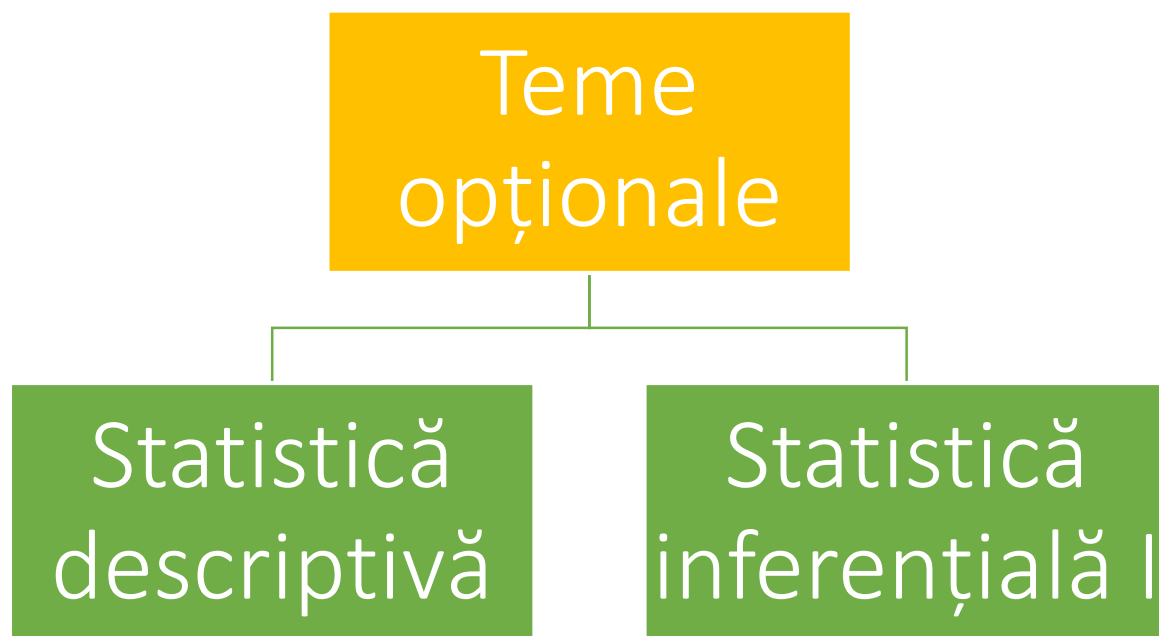 Teme
opționale
Statistică
descriptivă
Statistică
inferențială I